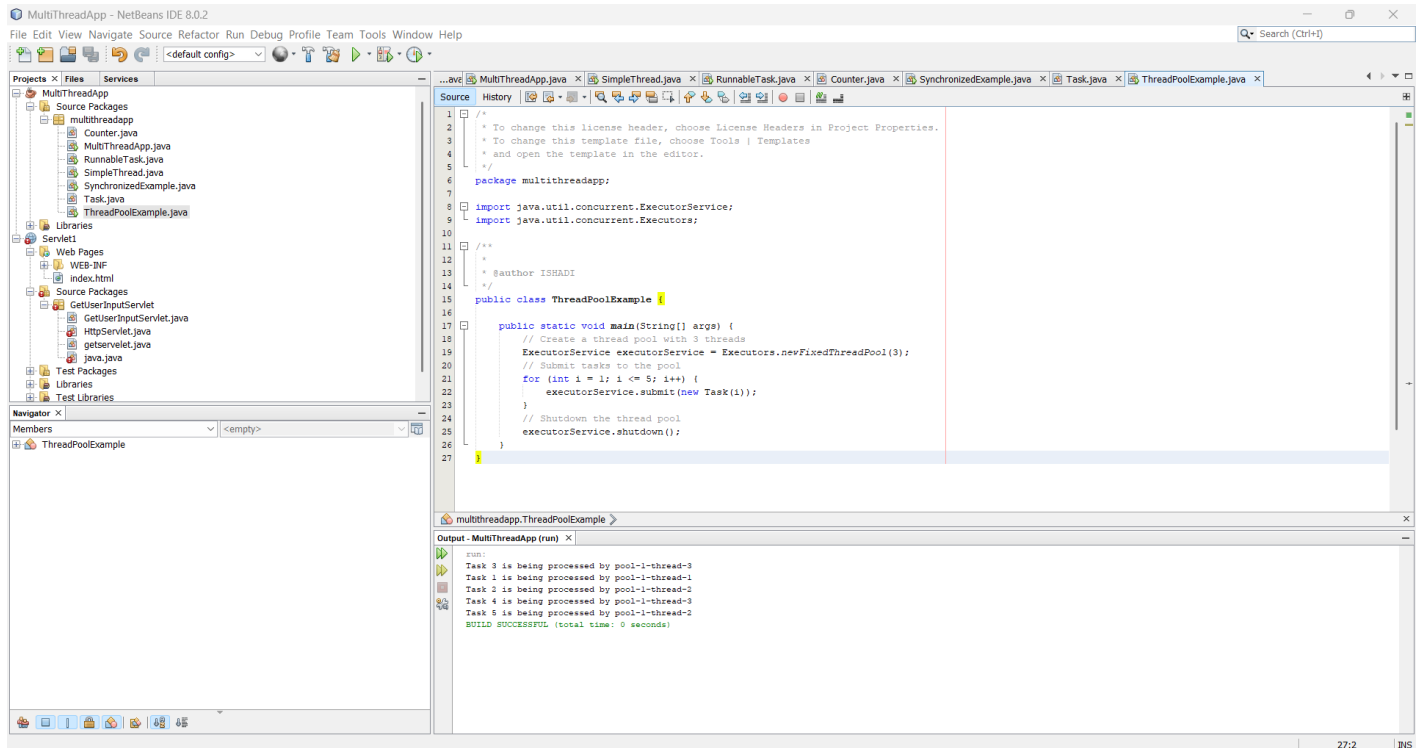 MultiThreadApp - NetBeans IDE 8.0.2
File Edit View Navigate Source Refactor Run Debug Profile Team Tools Window Help
Search (Ctrl+I)
<default config>
Projects Files Services
MultiThreadApp
Source Packages
multithreadapp
Counter.java
MultiThreadApp.java
RunnableTask.java
SimpleThread.java
SynchronizedExample.java
Task.java
ThreadPoolExample.java
Libraries
Servlet1
Web Pages
WEB-INF
index.html
Source Packages
GetUserInputServlet
GetUserInputServlet.java
HttpServlet.java
getservelet.java
java.java
Test Packages
Libraries
Test Libraries
Navigator
Members <empty>
ThreadPoolExample
...ava MultiThreadApp.java SimpleThread.java RunnableTask.java Counter.java SynchronizedExample.java Task.java ThreadPoolExample.java
Source History
1 /*
2 * To change this license header, choose License Headers in Project Properties.
3 * To change this template file, choose Tools | Templates
4 * and open the template in the editor.
5 */
6 package multithreadapp;
7
8 import java.util.concurrent.ExecutorService;
9 import java.util.concurrent.Executors;
10
11 /**
12 *
13 * @author ISHADI
14 */
15 public class ThreadPoolExample {
16
17 public static void main(String[] args) {
18 // Create a thread pool with 3 threads
19 ExecutorService executorService = Executors.newFixedThreadPool(3);
20 // Submit tasks to the pool
21 for (int i = 1; i <= 5; i++) {
22 executorService.submit(new Task(i));
23 }
24 // Shutdown the thread pool
25 executorService.shutdown();
26 }
27 }
multithreadapp.ThreadPoolExample
Output - MultiThreadApp (run)
run:
Task 3 is being processed by pool-1-thread-3
Task 1 is being processed by pool-1-thread-1
Task 2 is being processed by pool-1-thread-2
Task 4 is being processed by pool-1-thread-3
Task 5 is being processed by pool-1-thread-2
BUILD SUCCESSFUL (total time: 0 seconds)
27:2 INS